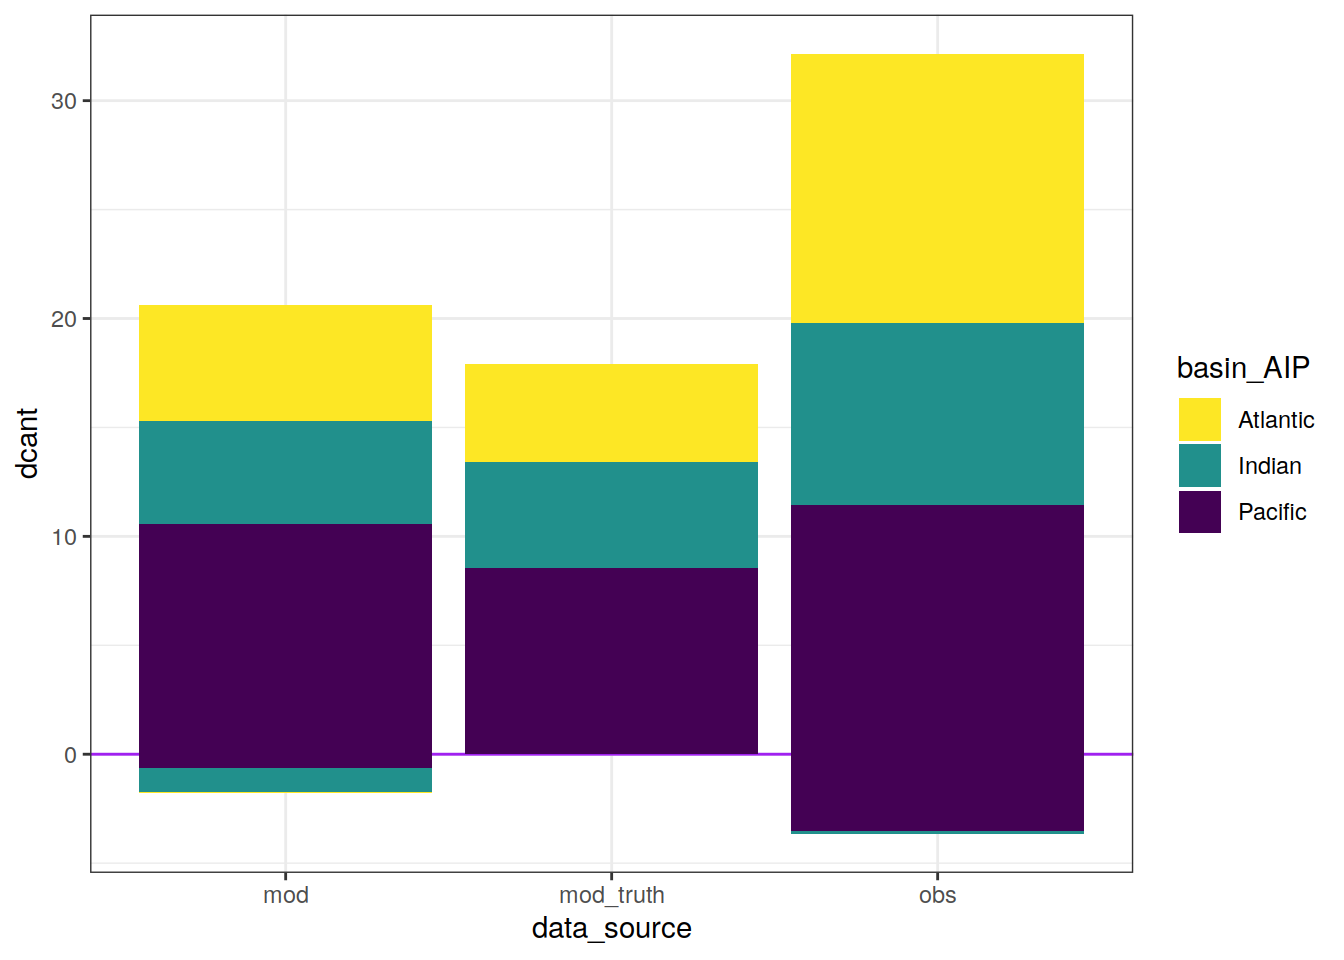 dcant
30
20
10
0
mod
mod_truth
obs
data_source
basin_AIP
Atlantic
Indian
Pacific